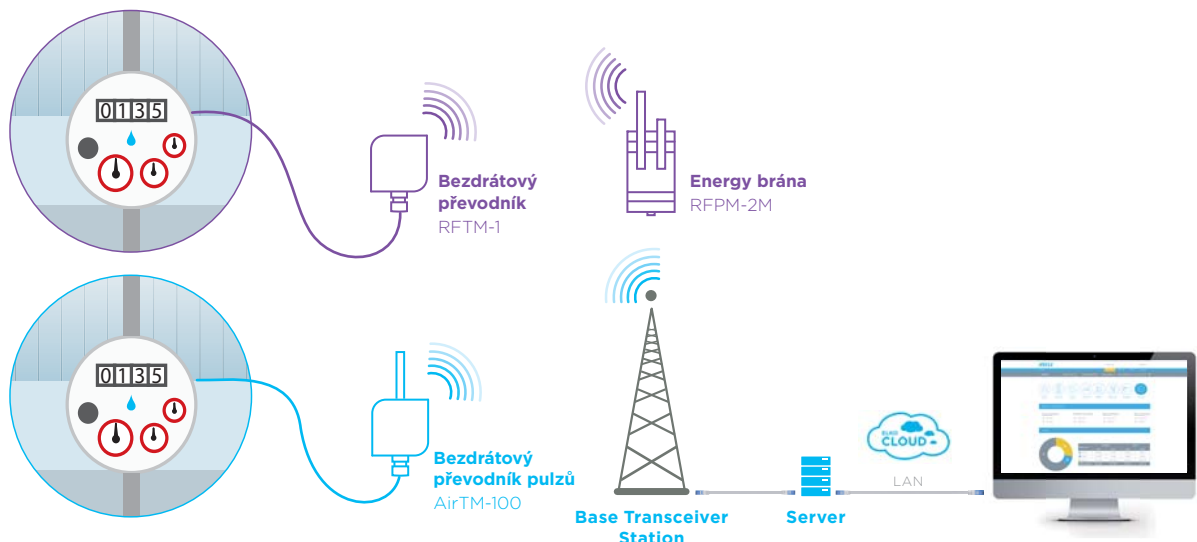 0135
Bezdrátový
převodník
RFTM-1
Energy brána
RFPM-2M
0135
Bezdrátový
převodník pulzů
AirTM-100
Base Transceiver
Station
Server
ELKO
CLOUD
LAN